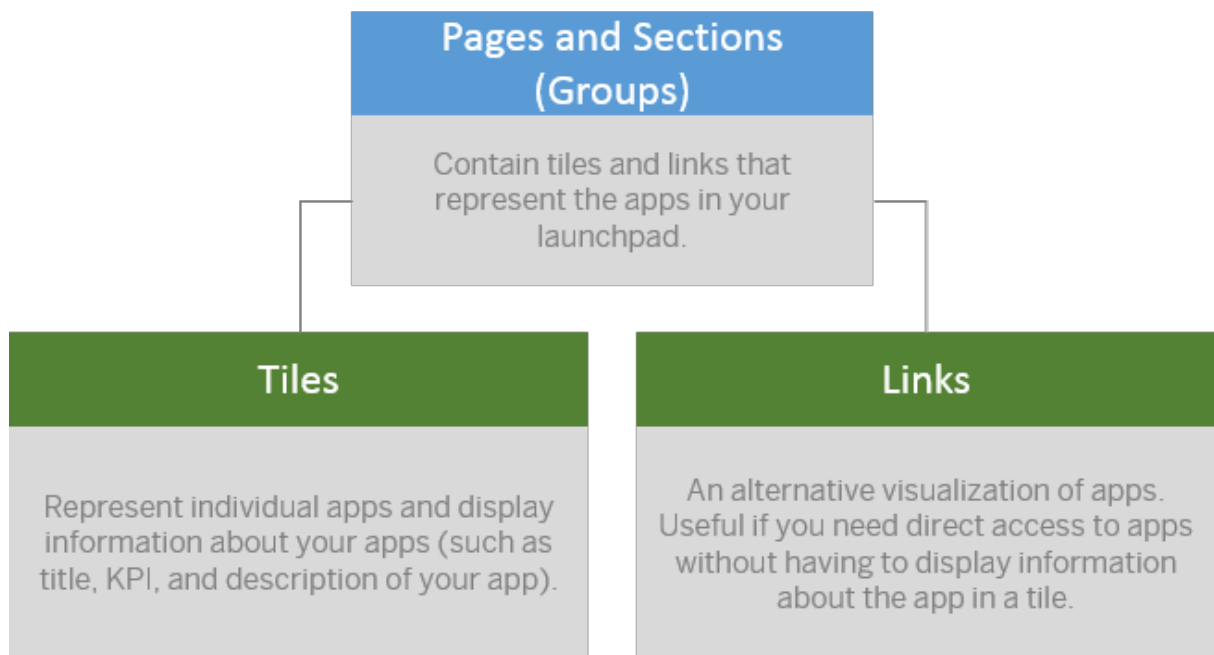 Pages and Sections
(Groups)
Contain tiles and links that
represent the apps in your
launchpad.
Tiles
Represent individual apps and display
information about your apps (such as
title, KPI, and description of your app).
Links
An alternative visualization of apps.
Useful if you need direct access to apps
without having to display information
about the app in a tile.